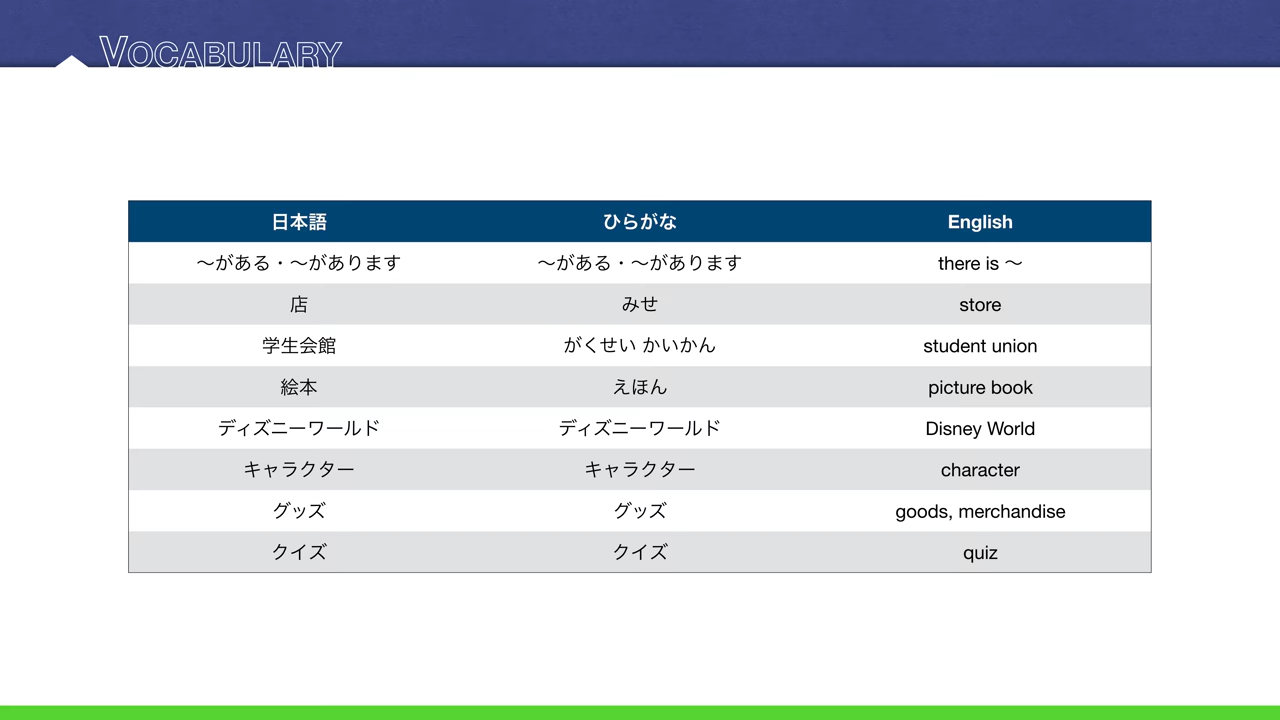 VOCABULARY
日本語 ひらがな English
〜がある・〜があります 〜がある・〜があります there is 〜
店 みせ store
学生会館 がくせい かいかん student union
絵本 えほん picture book
ディズニーワールド ディズニーワールド Disney World
キャラクター キャラクター character
グッズ グッズ goods, merchandise
クイズ クイズ quiz